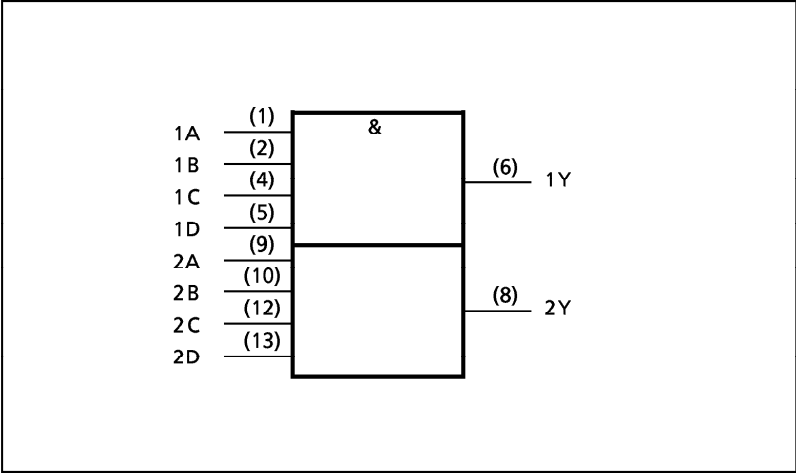 &
1A (1)
1B (2)
1C (4)
1D (5)
2A (9)
2B (10)
2C (12)
2D (13)
(6) 1Y
(8) 2Y